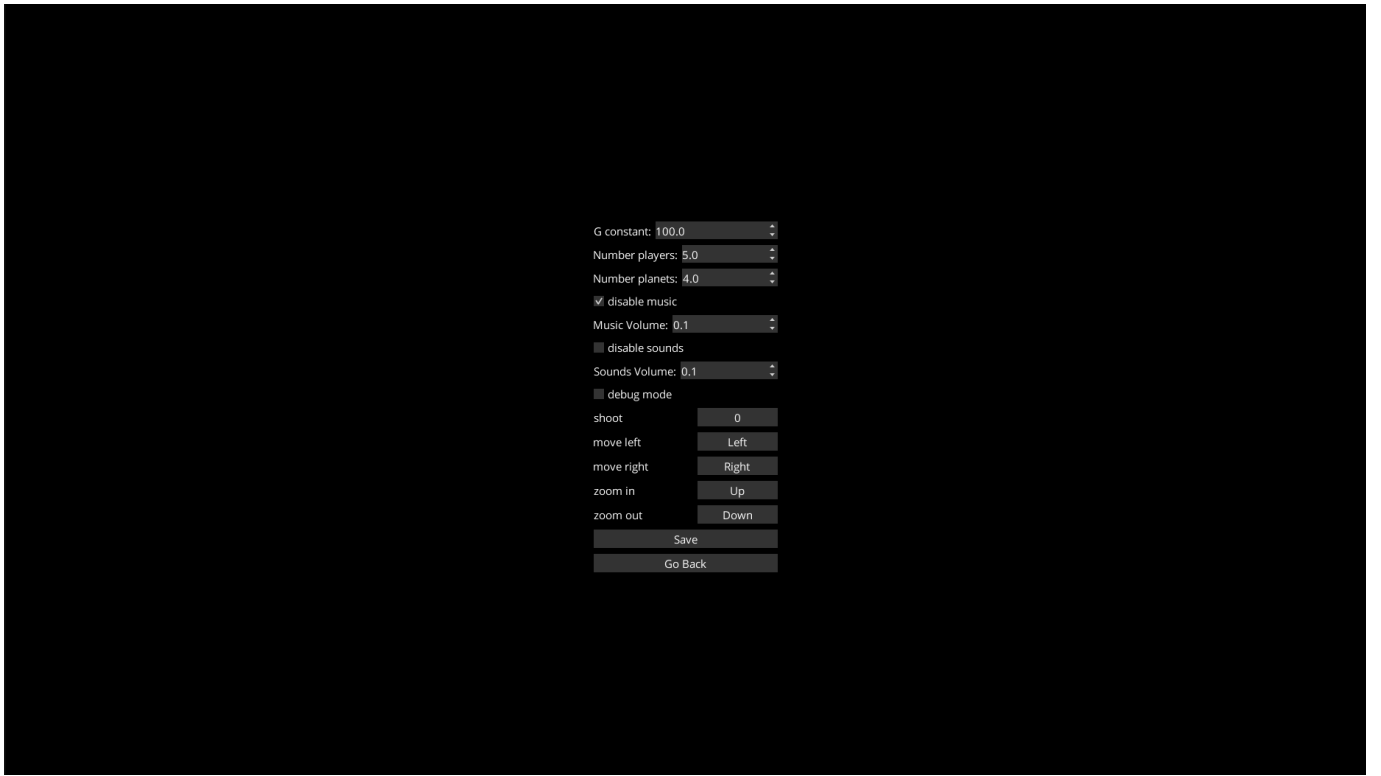 G constant: 100.0
Number players: 5.0
Number planets: 4.0
disable music
Music Volume: 0.1
disable sounds
Sounds Volume: 0.1
debug mode
shoot 0
move left Left
move right Right
zoom in Up
zoom out Down
Save
Go Back